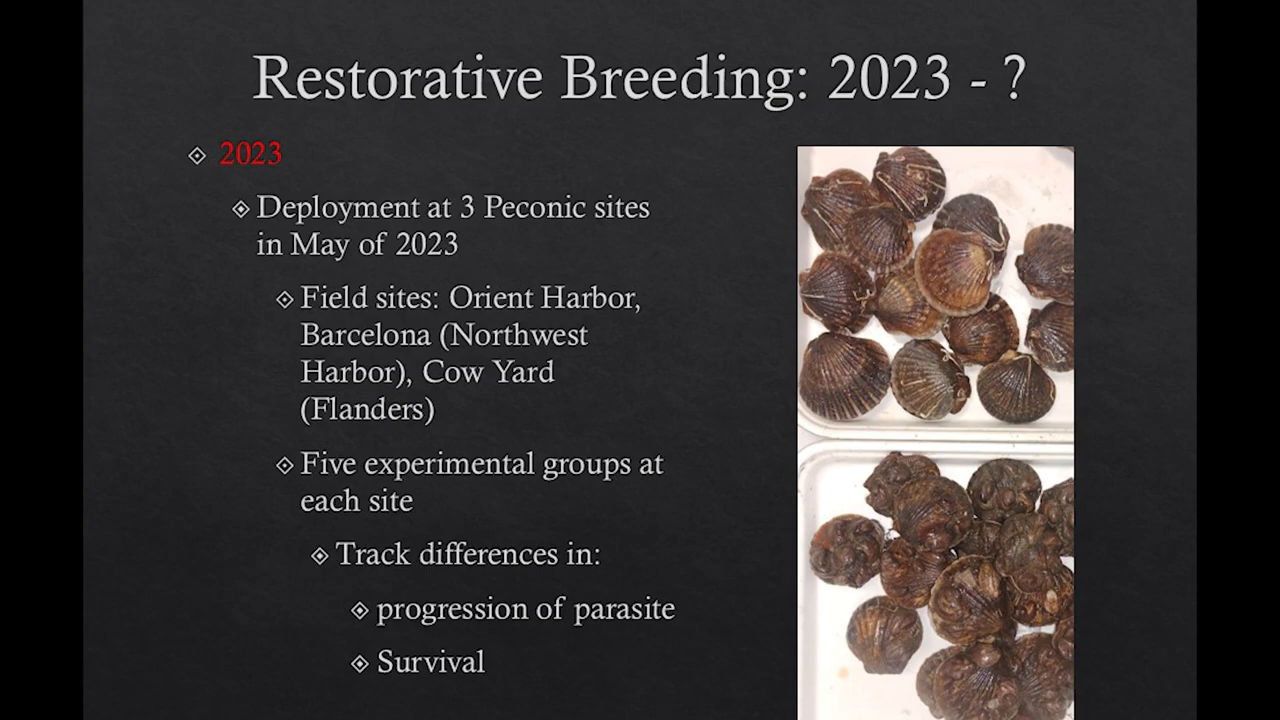 Restorative Breeding: 2023 - ?
2023
Deployment at 3 Peconic sites
in May of 2023
Field sites: Orient Harbor,
Barcelona (Northwest
Harbor), Cow Yard
(Flanders)
Five experimental groups at
each site
Track differences in:
progression of parasite
Survival